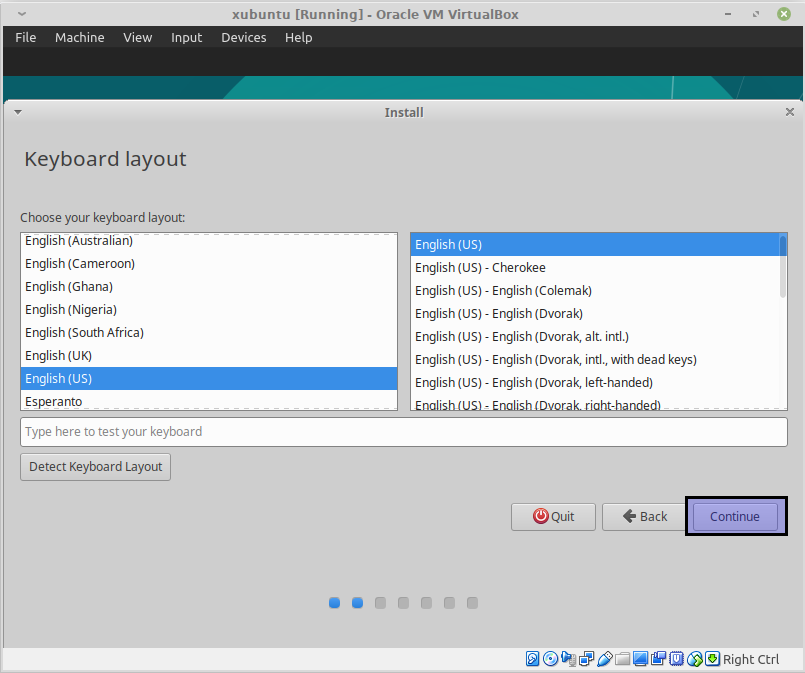 xubuntu [Running] - Oracle VM VirtualBox
File Machine View Input Devices Help
Install
Keyboard layout
Choose your keyboard layout:
English (Australian)
English (Cameroon)
English (Ghana)
English (Nigeria)
English (South Africa)
English (UK)
English (US)
Esperanto
English (US)
English (US) - Cherokee
English (US) - English (Colemak)
English (US) - English (Dvorak)
English (US) - English (Dvorak, alt. intl.)
English (US) - English (Dvorak, intl., with dead keys)
English (US) - English (Dvorak, left-handed)
English (US) - English (Dvorak, right-handed)
Type here to test your keyboard
Detect Keyboard Layout
Quit Back Continue
Right Ctrl